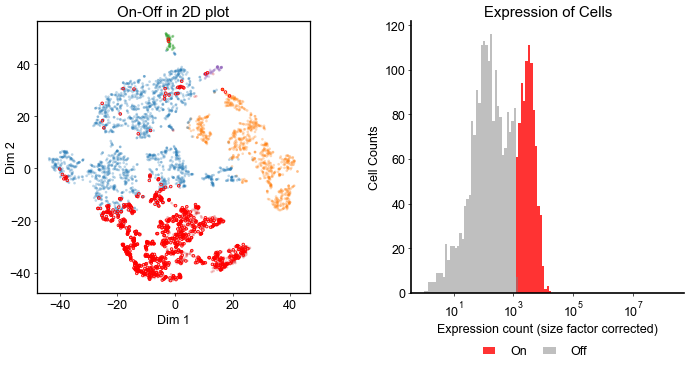 On-Off in 2D plot
Dim 2
40
20
0
−20
−40
−40 −20 0 20 40
Dim 1
Expression of Cells
Cell Counts
120
100
80
60
40
20
0
10^1 10^3 10^5 10^7
Expression count (size factor corrected)
On Off